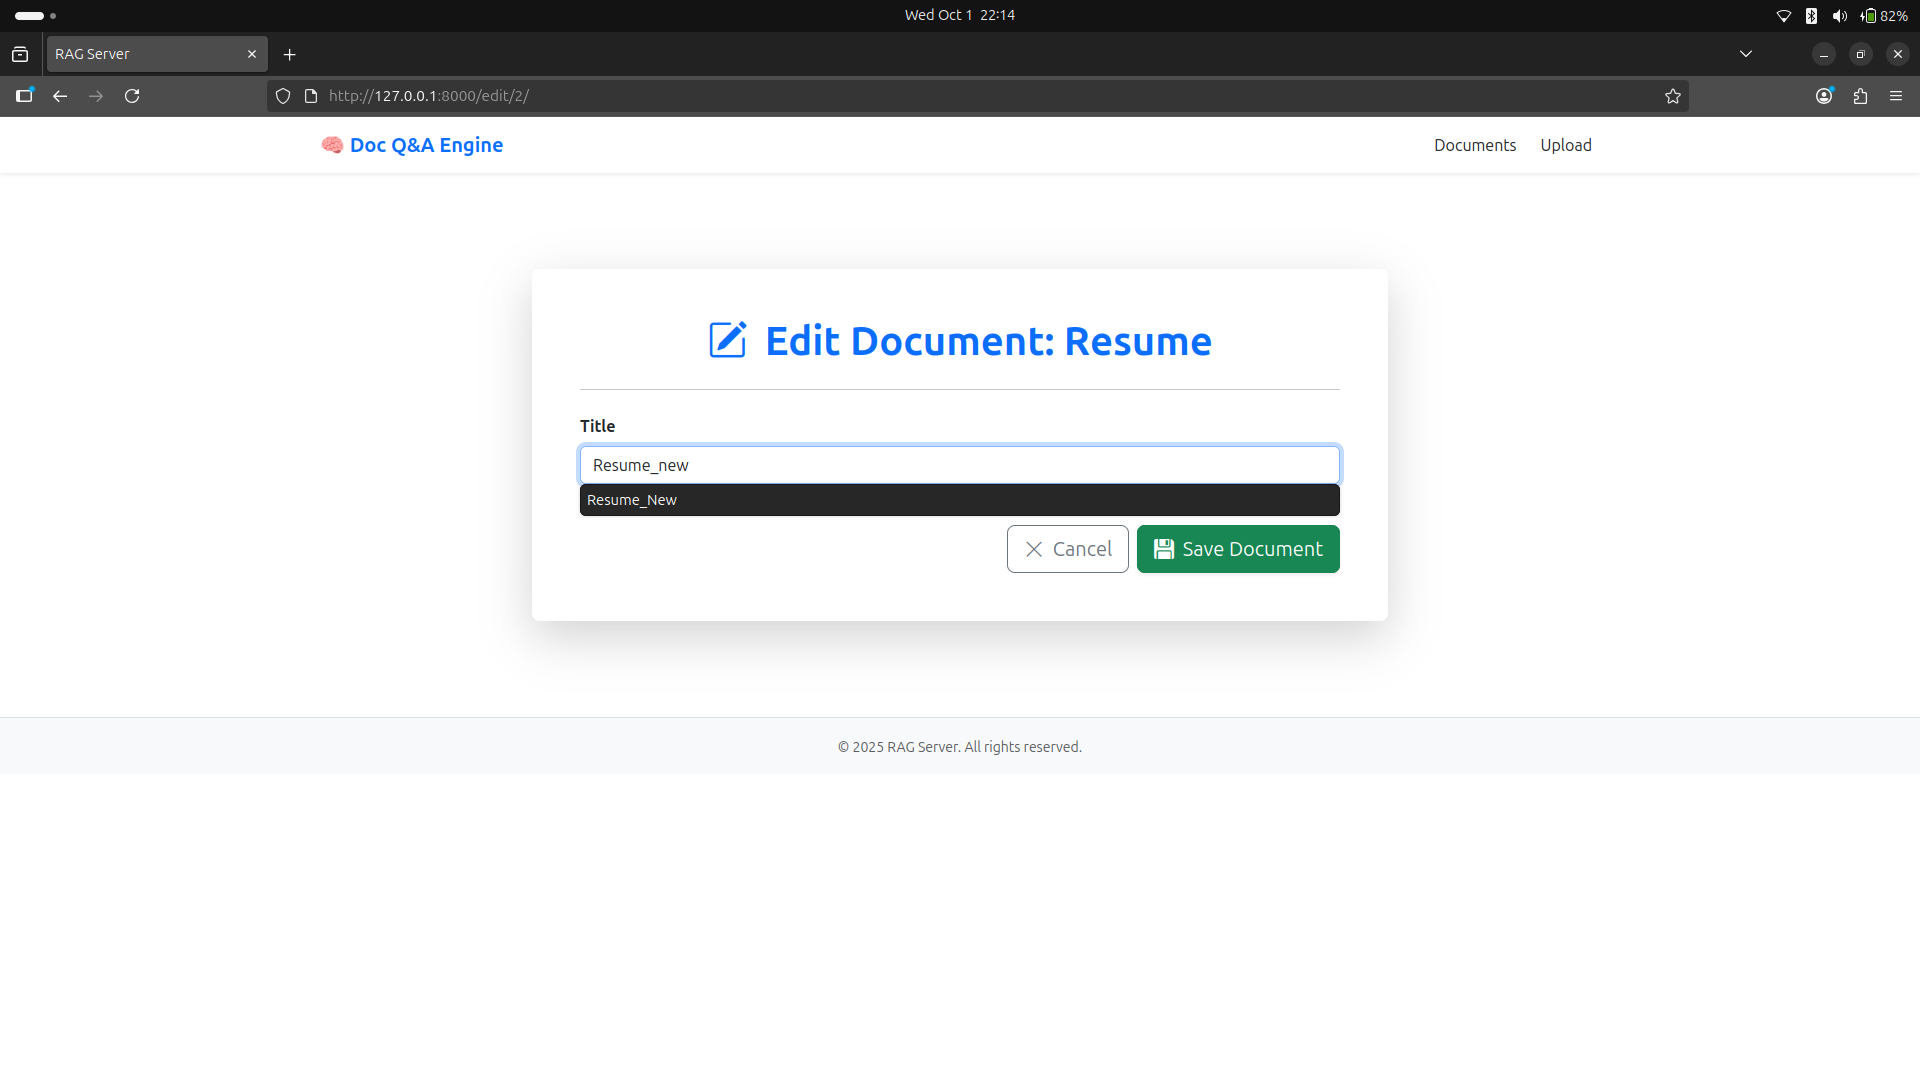 Wed Oct 1 22:14
82%
RAG Server
http://127.0.0.1:8000/edit/2/
Doc Q&A Engine
Documents Upload
Edit Document: Resume
Title
Resume_new
Resume_New
Cancel Save Document
© 2025 RAG Server. All rights reserved.